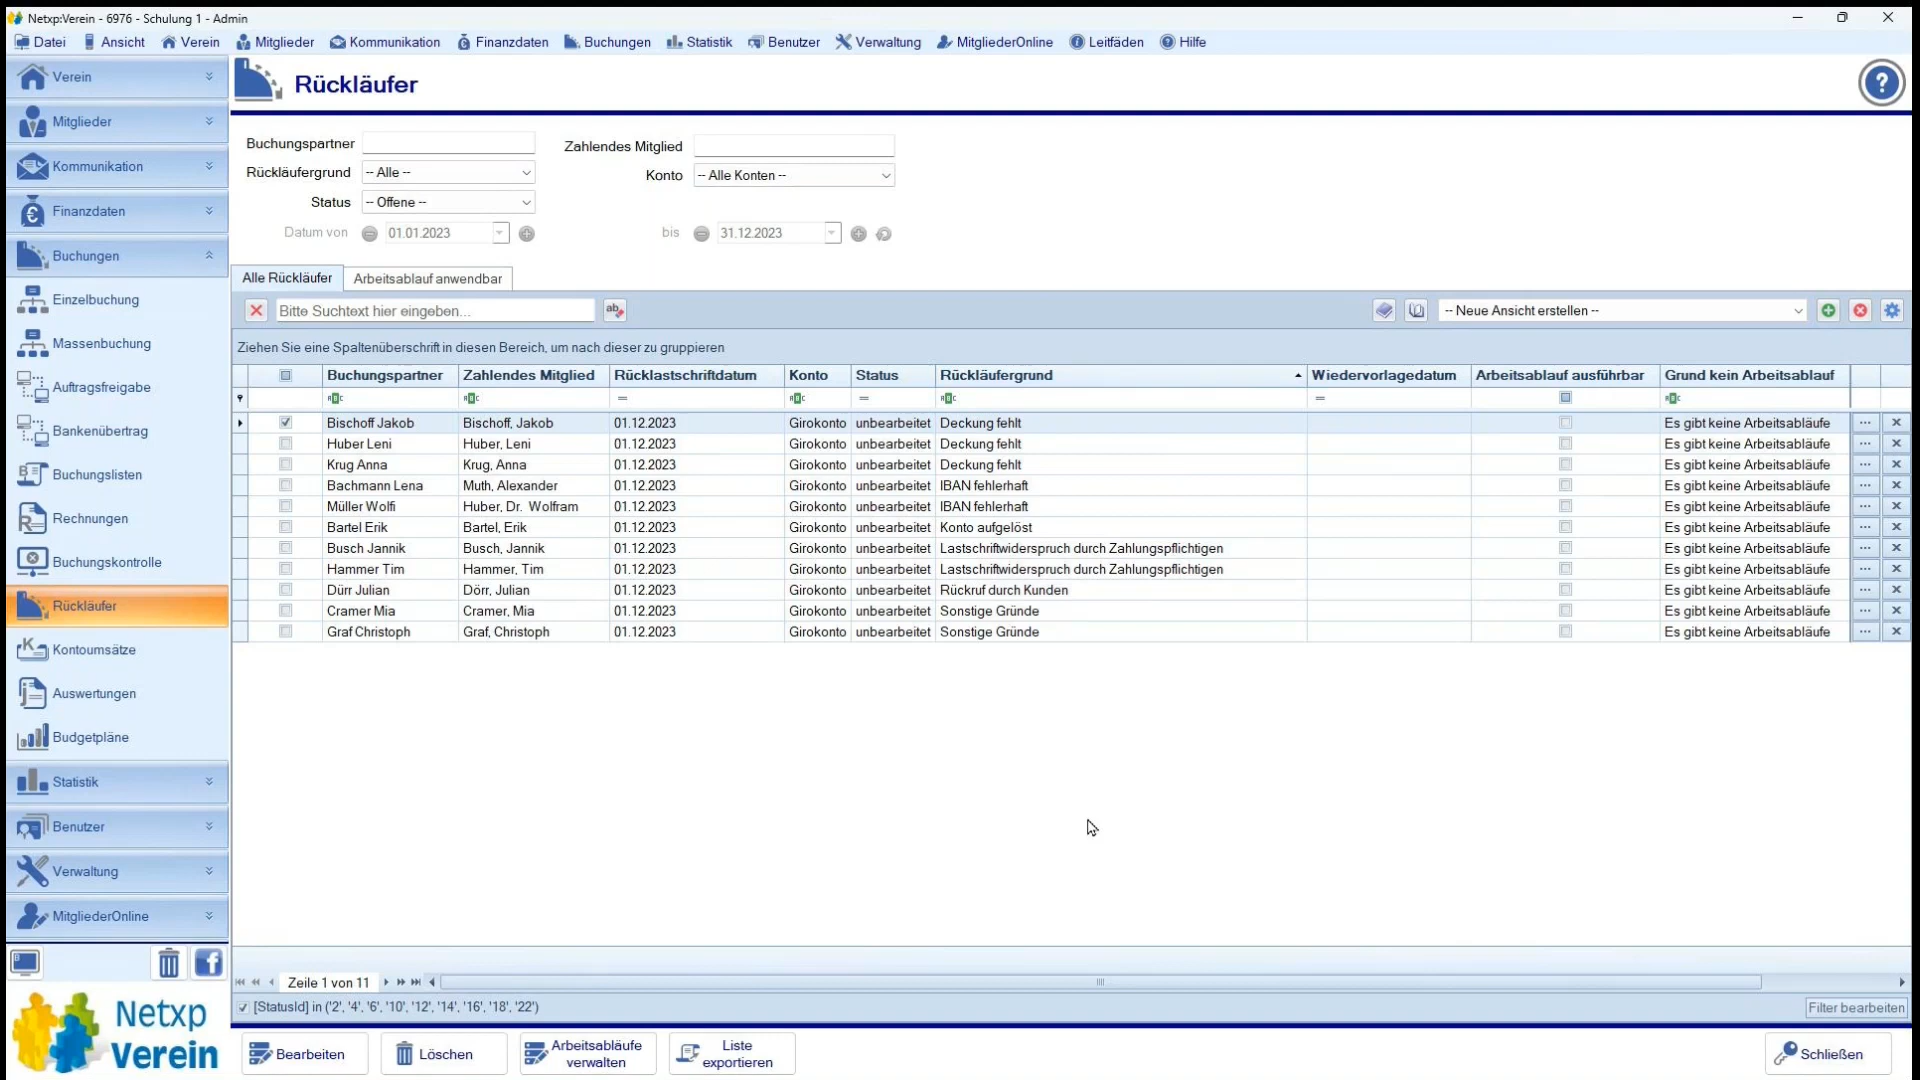 Netxp:Verein - 6976 - Schulung 1 - Admin
Datei Ansicht Verein Mitglieder Kommunikation Finanzdaten Buchungen Statistik Benutzer Verwaltung MitgliederOnline Leitfäden Hilfe
Verein
Mitglieder
Kommunikation
Finanzdaten
Buchungen
Einzelbuchung
Massenbuchung
Auftragsfreigabe
Bankenübertrag
Buchungslisten
Rechnungen
Buchungskontrolle
Rückläufer
Kontoumsätze
Auswertungen
Budgetpläne
Statistik
Benutzer
Verwaltung
MitgliederOnline
Netxp
Verein
Rückläufer
Buchungspartner Zahlendes Mitglied
Rückläufergrund -- Alle -- Konto -- Alle Konten --
Status -- Offene --
Datum von 01.01.2023 bis 31.12.2023
Alle Rückläufer Arbeitsablauf anwendbar
Bitte Suchtext hier eingeben... -- Neue Ansicht erstellen --
Ziehen Sie eine Spaltenüberschrift in diesen Bereich, um nach dieser zu gruppieren
Buchungspartner Zahlendes Mitglied Rücklastschriftdatum Konto Status Rückläufergrund Wiedervorlagedatum Arbeitsablauf ausführbar Grund kein Arbeitsablauf
Bischoff Jakob Bischoff, Jakob 01.12.2023 Girokonto unbearbeitet Deckung fehlt Es gibt keine Arbeitsabläufe ...
Huber Leni Huber, Leni 01.12.2023 Girokonto unbearbeitet Deckung fehlt Es gibt keine Arbeitsabläufe ...
Krug Anna Krug, Anna 01.12.2023 Girokonto unbearbeitet Deckung fehlt Es gibt keine Arbeitsabläufe ...
Bachmann Lena Muth, Alexander 01.12.2023 Girokonto unbearbeitet IBAN fehlerhaft Es gibt keine Arbeitsabläufe ...
Müller Wolfi Huber, Dr. Wolfram 01.12.2023 Girokonto unbearbeitet IBAN fehlerhaft Es gibt keine Arbeitsabläufe ...
Bartel Erik Bartel, Erik 01.12.2023 Girokonto unbearbeitet Konto aufgelöst Es gibt keine Arbeitsabläufe ...
Busch Jannik Busch, Jannik 01.12.2023 Girokonto unbearbeitet Lastschriftwiderspruch durch Zahlungspflichtigen Es gibt keine Arbeitsabläufe ...
Hammer Tim Hammer, Tim 01.12.2023 Girokonto unbearbeitet Lastschriftwiderspruch durch Zahlungspflichtigen Es gibt keine Arbeitsabläufe ...
Dürr Julian Dörr, Julian 01.12.2023 Girokonto unbearbeitet Rückruf durch Kunden Es gibt keine Arbeitsabläufe ...
Cramer Mia Cramer, Mia 01.12.2023 Girokonto unbearbeitet Sonstige Gründe Es gibt keine Arbeitsabläufe ...
Graf Christoph Graf, Christoph 01.12.2023 Girokonto unbearbeitet Sonstige Gründe Es gibt keine Arbeitsabläufe ...
Zeile 1 von 11
[StatusId] in ('2', '4', '6', '10', '12', '14', '16', '18', '22') Filter bearbeiten
Bearbeiten
Löschen
Arbeitsabläufe
verwalten
Liste
exportieren
Schließen